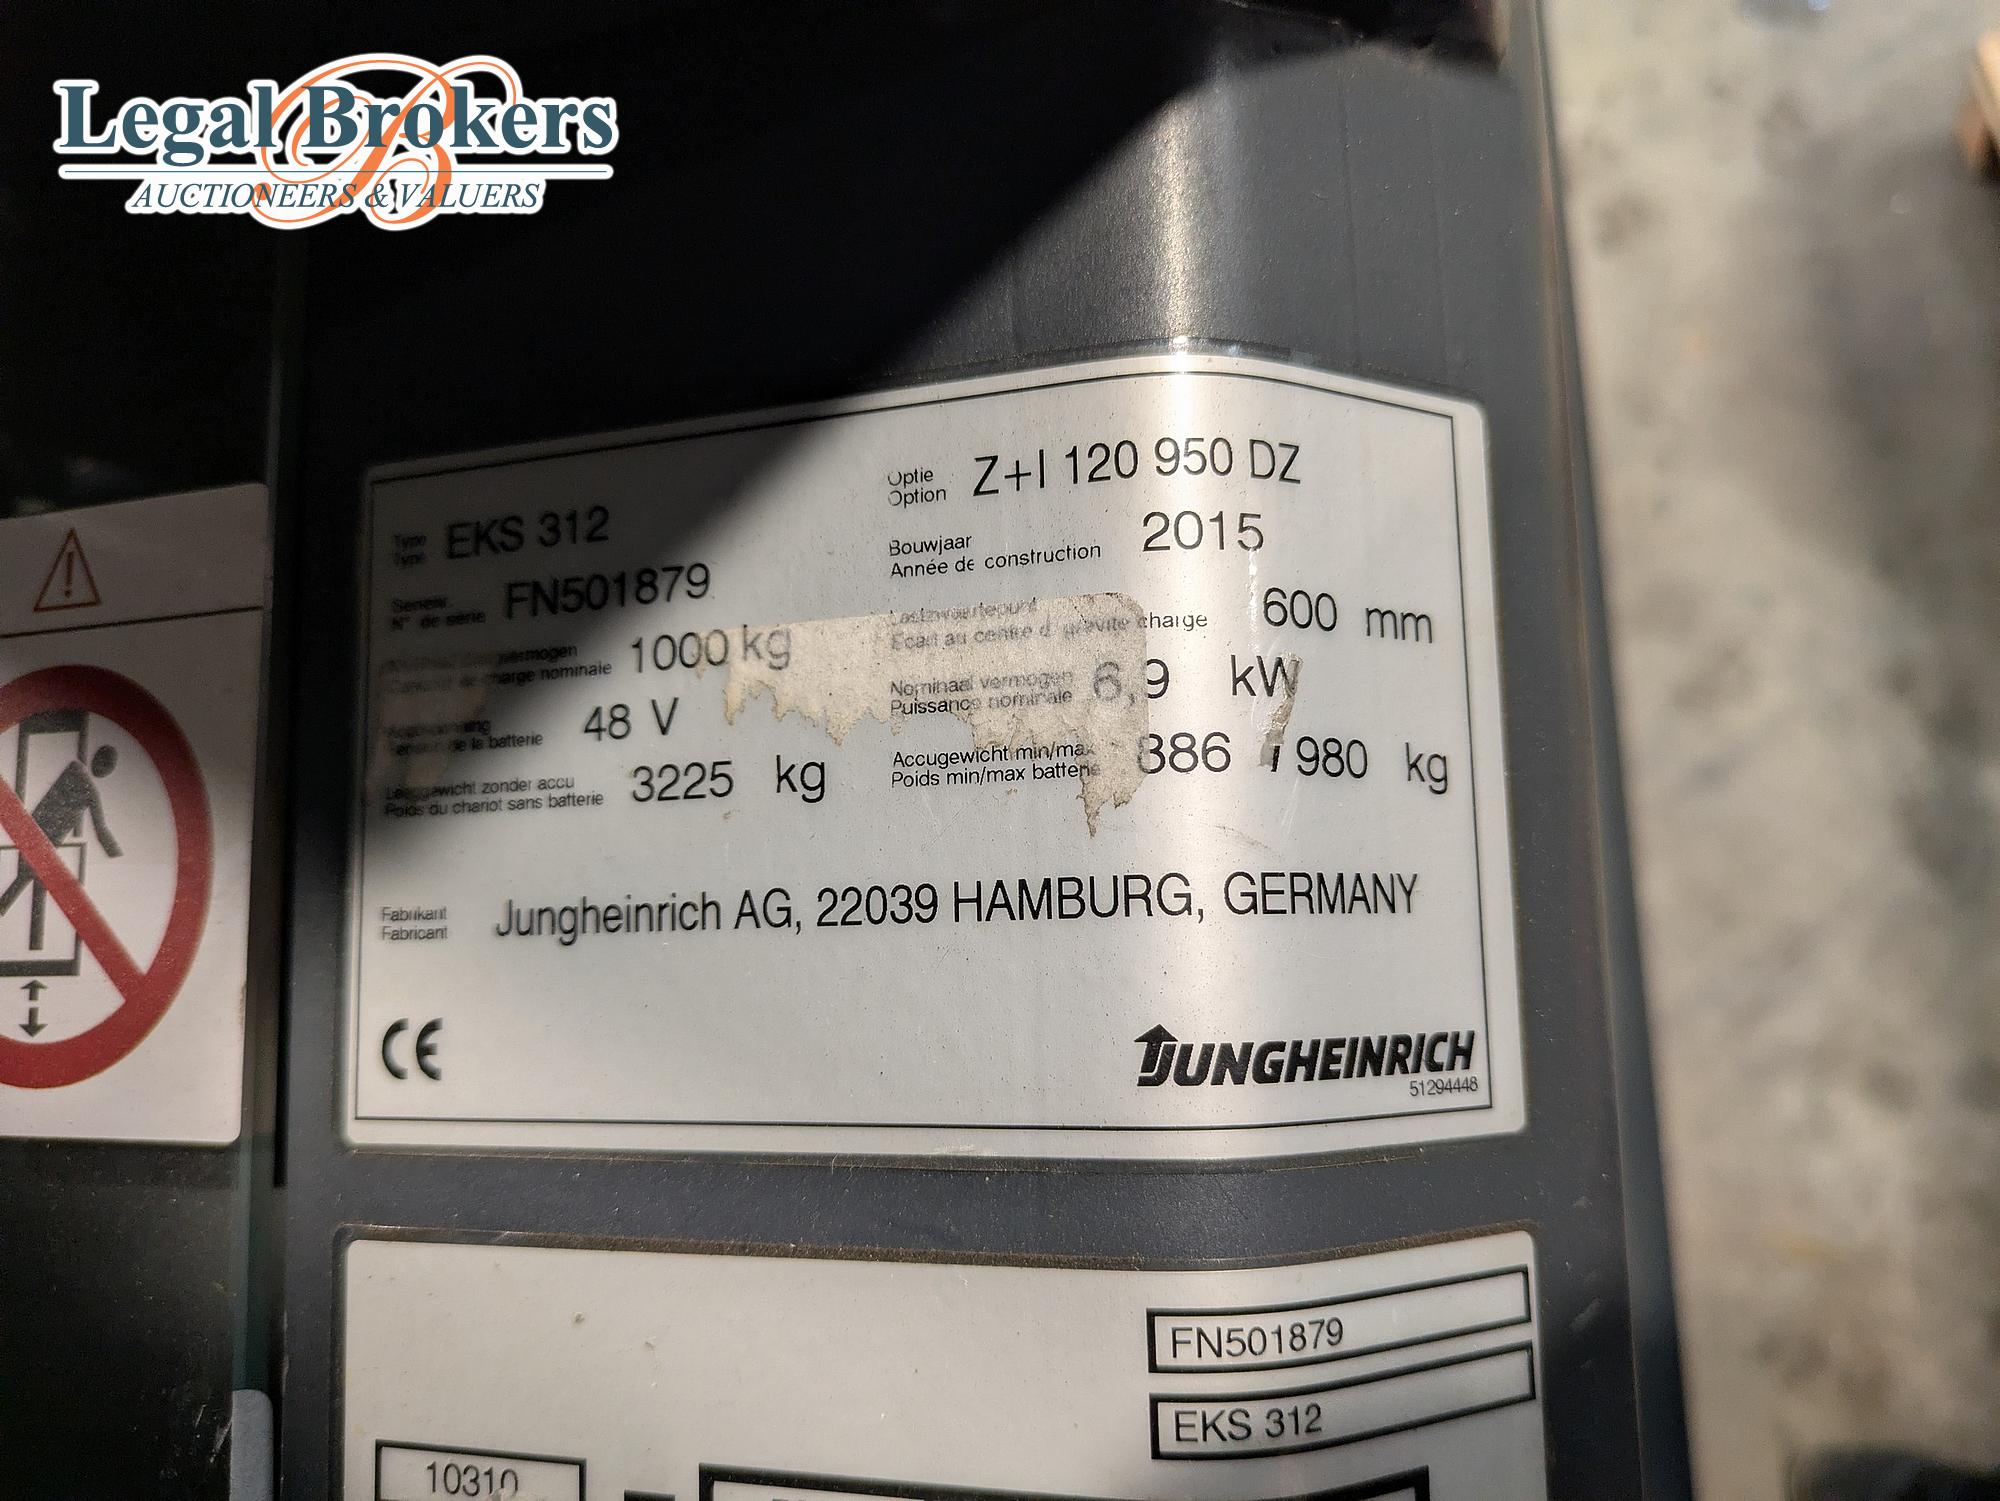 Legal Brokers
AUCTIONEERS & VALUERS
Type
Type
EKS 312
Optie
Option
Z+I 120 950 DZ
Serienr.
N° de série
FN501879
Bouwjaar
Année de construction
2015
Capacité de charge nominale
1000 kg
Ecart au centre d gravite charge
600 mm
48 V
Tension de la batterie
Nominaal vermogen
Puissance nominale
6,9 kW
Leeggewicht zonder accu
Poids du chariot sans batterie
3225 kg
Accugewicht min/max
Poids min/max batterie
886 / 980 kg
Fabrikant
Fabricant
Jungheinrich AG, 22039 HAMBURG, GERMANY
CE
JUNGHEINRICH
51294448
FN501879
EKS 312
10310